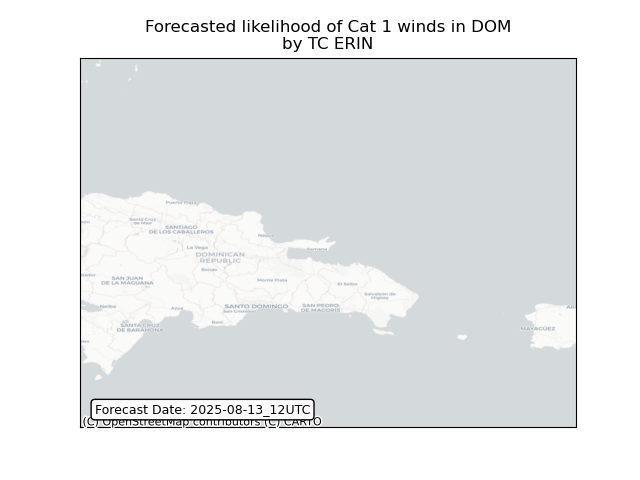 Forecasted likelihood of Cat 1 winds in DOM
by TC ERIN
Puerto Plata
Santa Cruz
de Mao
SANTIAGO
DE LOS CABALLEROS
Nagua
La Vega
Samana
DOMINICAN
REPUBLIC
Bonao
SAN JUAN
DE LA MAGUANA
Monte Plata
El Seibo
Salvaleón de
Higüey
Neiba
Azua
SANTO DOMINGO
San Cristóbal
SAN PEDRO
DE MACORÍS
Baní
SANTA CRUZ
DE BARAHONA
MAYAGÜEZ
Forecast Date: 2025-08-13_12UTC
(C) OpenStreetMap contributors (C) CARTO